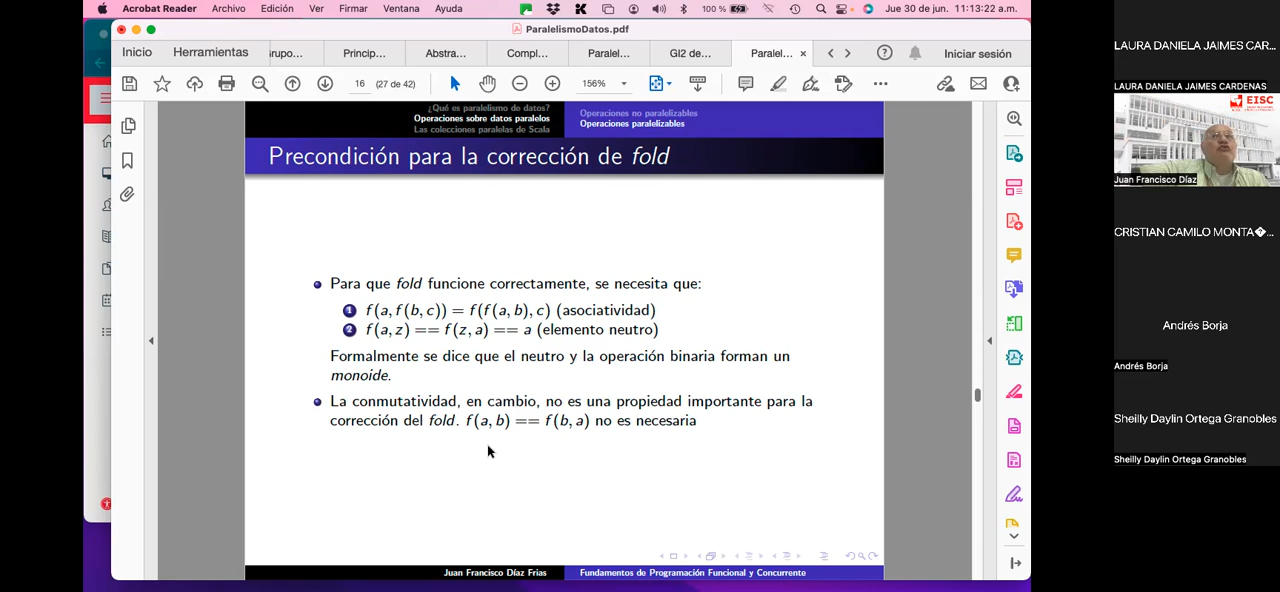 Acrobat Reader Archivo Edición Ver Firmar Ventana Ayuda 100 % Jue 30 de jun. 11:13:22 a.m.
ParalelismoDatos.pdf
Inicio Herramientas
rupo... Princip... Abstra... Compl... Paralel... GI2 de... Paralel... × Iniciar sesión
16 (27 de 42) 156%
¿Qué es paralelismo de datos?
Operaciones sobre datos paralelos
Las colecciones paralelas de Scala
Operaciones no paralelizables
Operaciones paralelizables
Precondición para la corrección de fold
Para que fold funcione correctamente, se necesita que:
1 f(a, f(b, c)) = f(f(a, b), c) (asociatividad)
2 f(a, z) == f(z, a) == a (elemento neutro)
Formalmente se dice que el neutro y la operación binaria forman un
monoide.
La conmutatividad, en cambio, no es una propiedad importante para la
corrección del fold. f(a, b) == f(b, a) no es necesaria
Juan Francisco Díaz Frias Fundamentos de Programación Funcional y Concurrente
LAURA DANIELA JAIMES CAR...
LAURA DANIELA JAIMES CARDENAS
EISC
Juan Francisco Díaz
CRISTIAN CAMILO MONTA�...
Andrés Borja
Andrés Borja
Sheilly Daylin Ortega Granobles
Sheilly Daylin Ortega Granobles